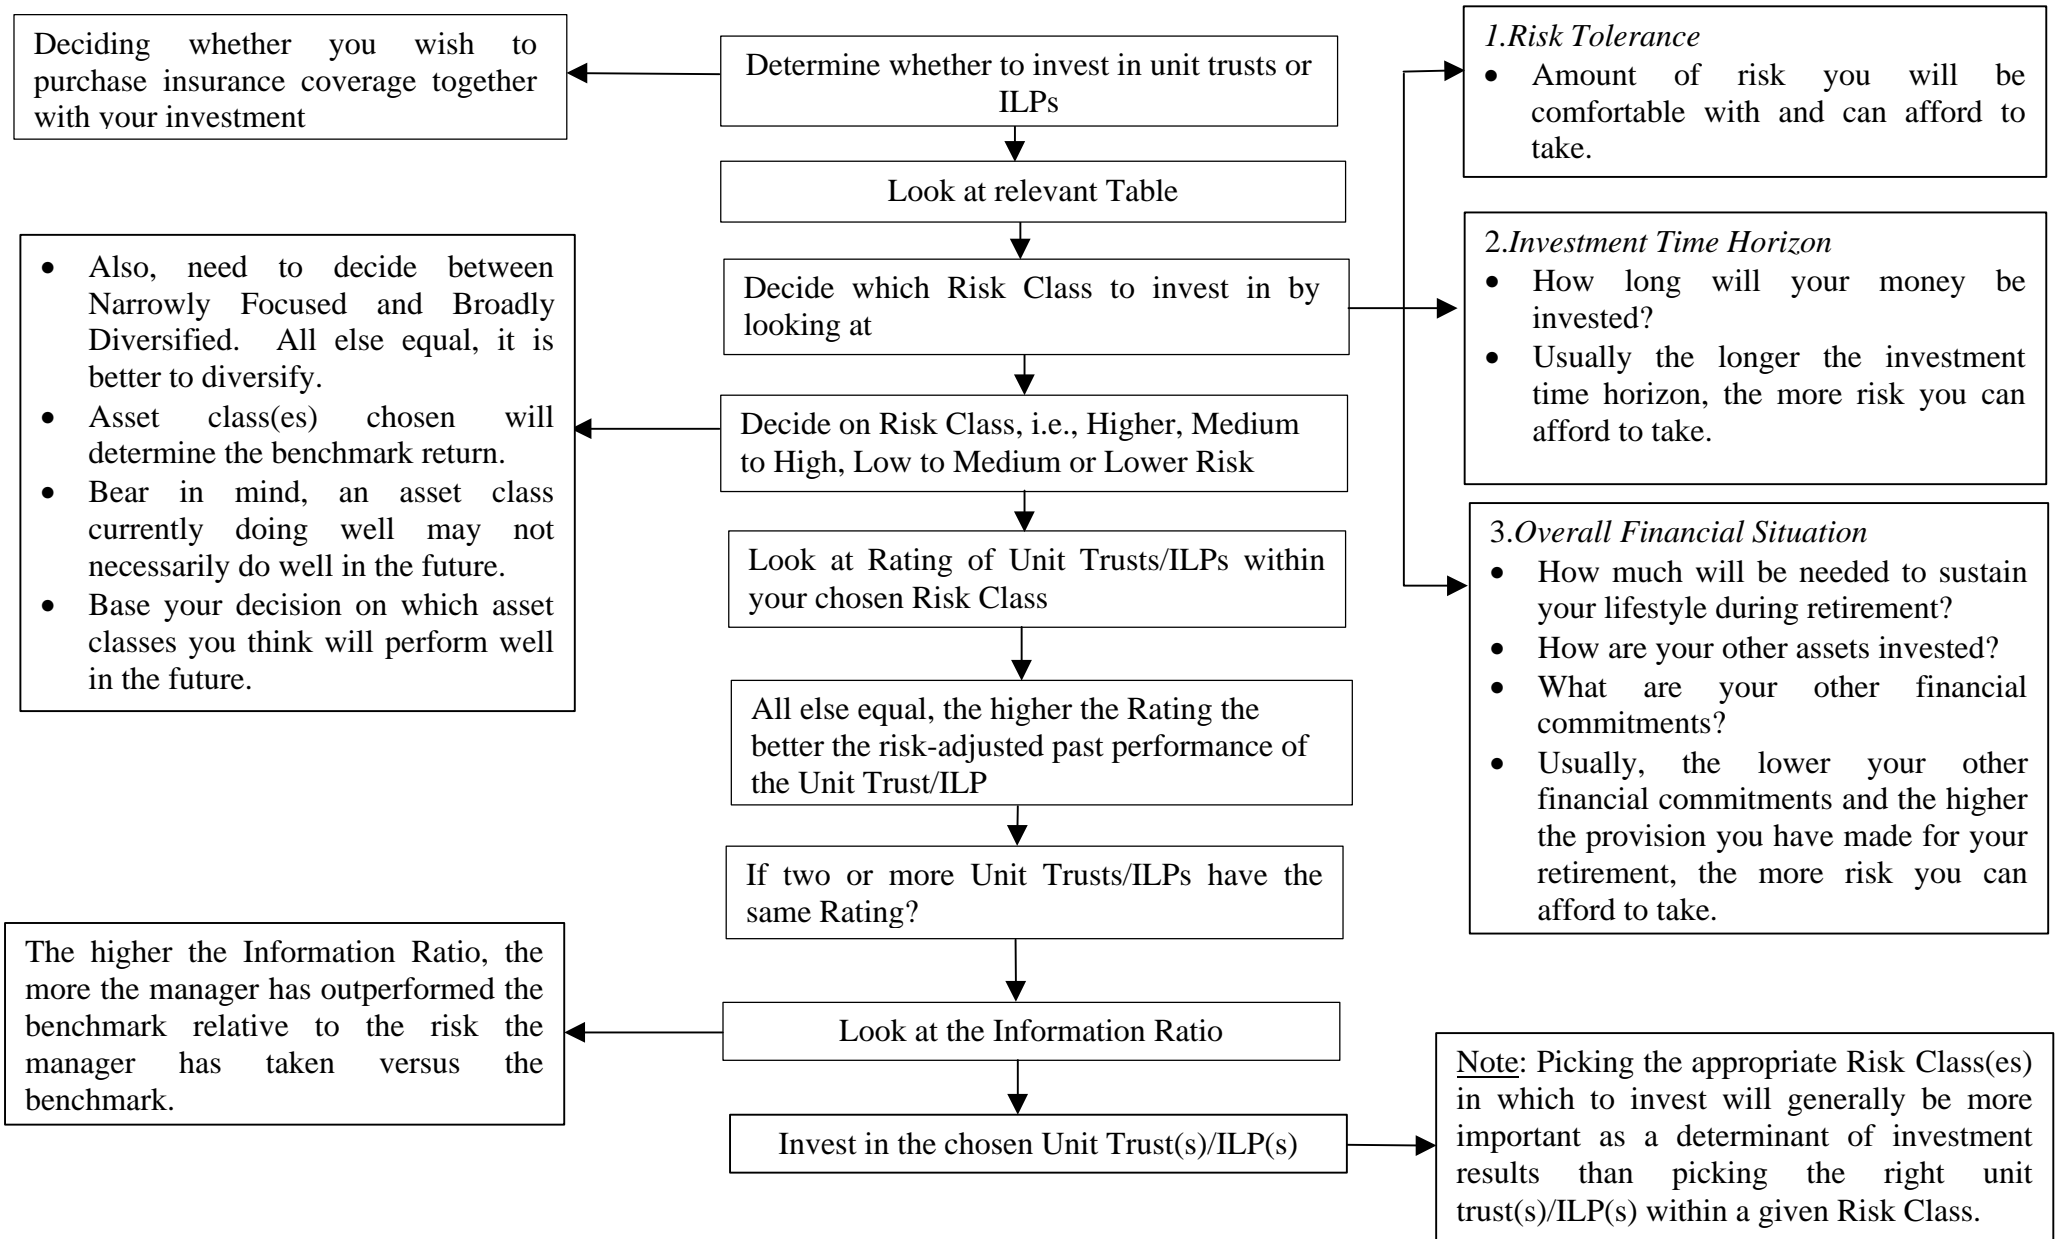 Deciding whether you wish to
purchase insurance coverage together
with your investment
Determine whether to invest in unit trusts or
ILPs
1.Risk Tolerance
• Amount of risk you will be
comfortable with and can afford to
take.
Look at relevant Table
2.Investment Time Horizon
• How long will your money be
invested?
• Usually the longer the investment
time horizon, the more risk you can
afford to take.
• Also, need to decide between
Narrowly Focused and Broadly
Diversified. All else equal, it is
better to diversify.
• Asset class(es) chosen will
determine the benchmark return.
• Bear in mind, an asset class
currently doing well may not
necessarily do well in the future.
• Base your decision on which asset
classes you think will perform well
in the future.
Decide which Risk Class to invest in by
looking at
Decide on Risk Class, i.e., Higher, Medium
to High, Low to Medium or Lower Risk
3.Overall Financial Situation
• How much will be needed to sustain
your lifestyle during retirement?
• How are your other assets invested?
• What are your other financial
commitments?
• Usually, the lower your other
financial commitments and the higher
the provision you have made for your
retirement, the more risk you can
afford to take.
Look at Rating of Unit Trusts/ILPs within
your chosen Risk Class
All else equal, the higher the Rating the
better the risk-adjusted past performance of
the Unit Trust/ILP
If two or more Unit Trusts/ILPs have the
same Rating?
The higher the Information Ratio, the
more the manager has outperformed the
benchmark relative to the risk the
manager has taken versus the
benchmark.
Look at the Information Ratio
Invest in the chosen Unit Trust(s)/ILP(s)
Note: Picking the appropriate Risk Class(es)
in which to invest will generally be more
important as a determinant of investment
results than picking the right unit
trust(s)/ILP(s) within a given Risk Class.